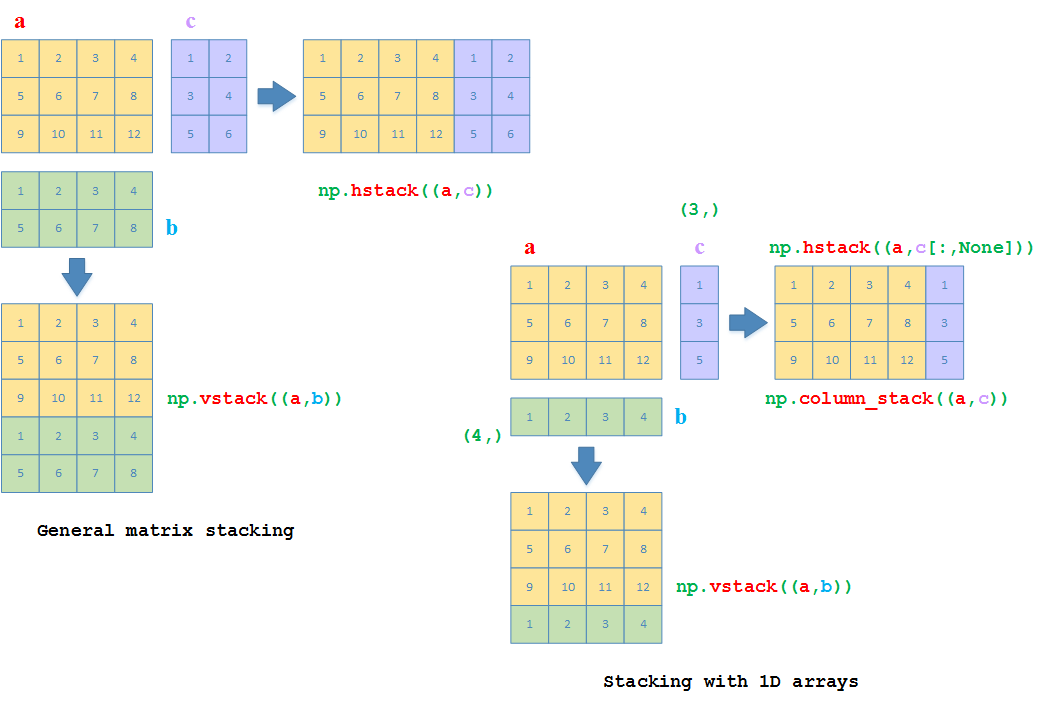 a c
1 2 3 4 1 2 1 2 3 4 1 2
5 6 7 8 3 4 5 6 7 8 3 4
9 10 11 12 5 6 9 10 11 12 5 6
np.hstack((a,c))
1 2 3 4
5 6 7 8
b
1 2 3 4
5 6 7 8
9 10 11 12
1 2 3 4
5 6 7 8
np.vstack((a,b))
General matrix stacking
(3,)
a c
np.hstack((a,c[:,None]))
1 2 3 4 1 1 2 3 4 1
5 6 7 8 3 5 6 7 8 3
9 10 11 12 5 9 10 11 12 5
np.column_stack((a,c))
1 2 3 4
b
(4,)
1 2 3 4
5 6 7 8
9 10 11 12
1 2 3 4
np.vstack((a,b))
Stacking with 1D arrays